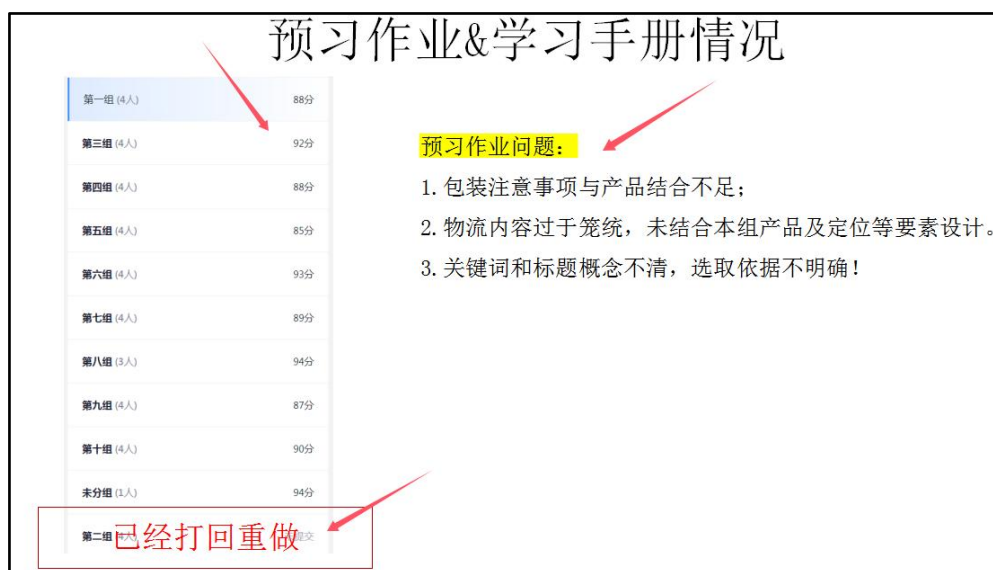 预习作业&学习手册情况
第一组 (4人) 88分
第三组 (4人) 92分
第四组 (4人) 88分
第五组 (4人) 85分
第六组 (4人) 93分
第七组 (4人) 89分
第八组 (3人) 94分
第九组 (4人) 87分
第十组 (4人) 90分
未分组 (1人) 94分
第二组
已经打回重做
预习作业问题：
1. 包装注意事项与产品结合不足；
2. 物流内容过于笼统，未结合本组产品及定位等要素设计。
3. 关键词和标题概念不清，选取依据不明确！